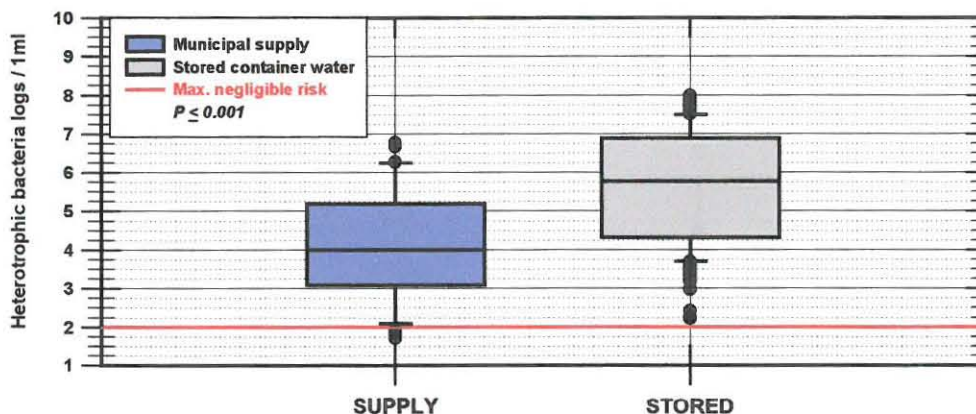 Heterotrophic bacteria logs / 1ml
10
9
8
7
6
5
4
3
2
1
Municipal supply
Stored container water
Max. negligible risk
P ≤ 0.001
SUPPLY
STORED